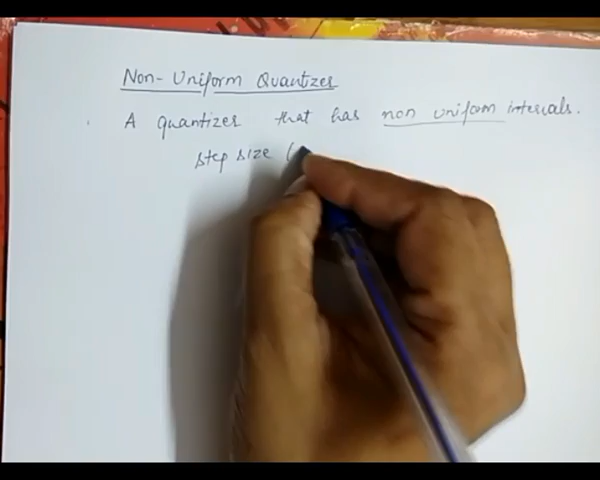 Non-Uniform Quantizer
A quantizer that has non uniform intervals.
step size (